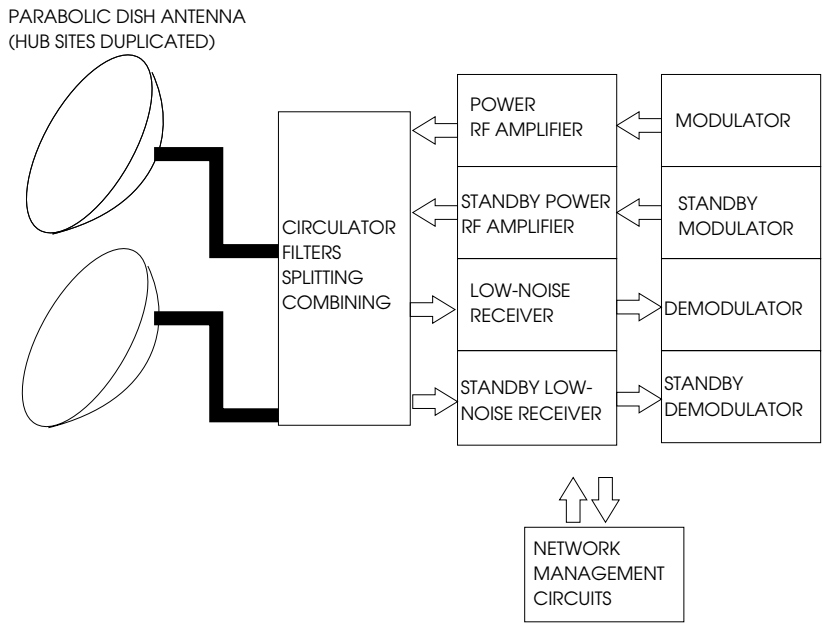 PARABOLIC DISH ANTENNA
(HUB SITES DUPLICATED)
CIRCULATOR
FILTERS
SPLITTING
COMBINING
POWER
RF AMPLIFIER
MODULATOR
STANDBY POWER
RF AMPLIFIER
STANDBY
MODULATOR
LOW-NOISE
RECEIVER
DEMODULATOR
STANDBY LOW-
NOISE RECEIVER
STANDBY
DEMODULATOR
NETWORK
MANAGEMENT
CIRCUITS